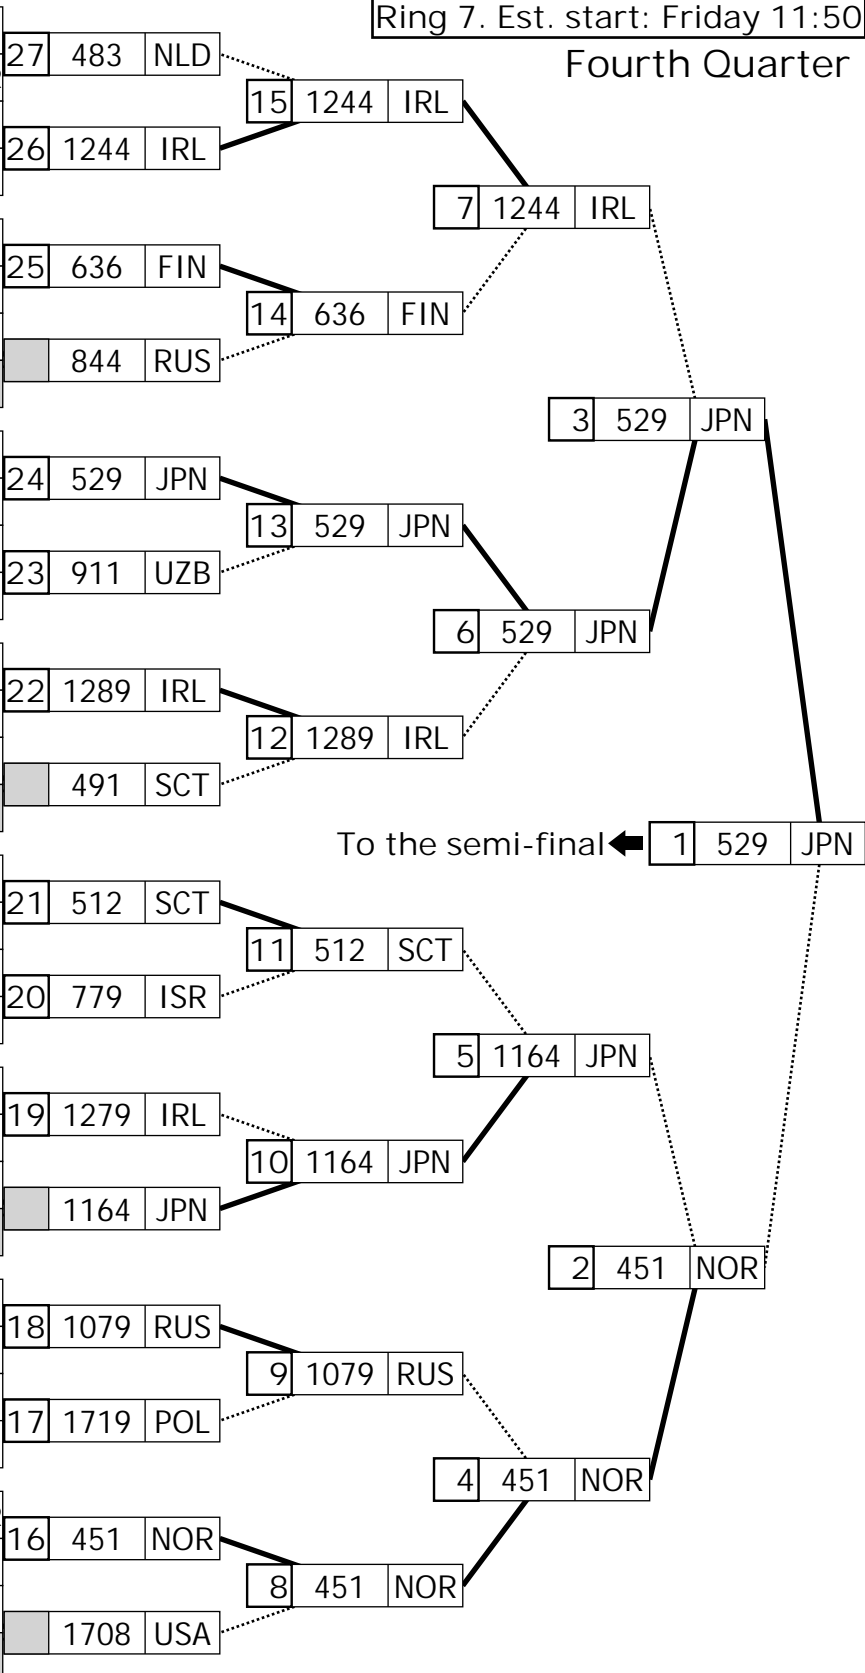 Ring 7. Est. start: Friday 11:50
Fourth Quarter
27 483 NLD
15 1244 IRL
26 1244 IRL
7 1244 IRL
25 636 FIN
14 636 FIN
844 RUS
3 529 JPN
24 529 JPN
13 529 JPN
23 911 UZB
6 529 JPN
22 1289 IRL
12 1289 IRL
491 SCT
To the semi-final 1 529 JPN
21 512 SCT
11 512 SCT
20 779 ISR
5 1164 JPN
19 1279 IRL
10 1164 JPN
1164 JPN
2 451 NOR
18 1079 RUS
9 1079 RUS
17 1719 POL
4 451 NOR
16 451 NOR
8 451 NOR
1708 USA